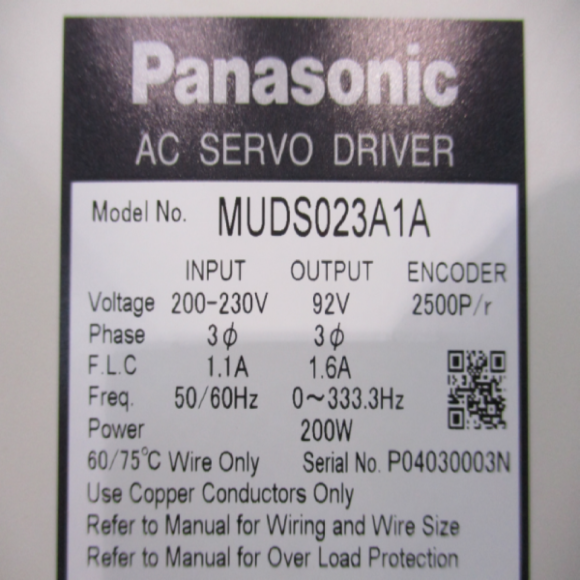 Panasonic
AC SERVO DRIVER
Model No. MUDS023A1A
INPUT OUTPUT ENCODER
Voltage 200-230V 92V 2500P/r
Phase 3ϕ 3ϕ
F.L.C 1.1A 1.6A
Freq. 50/60Hz 0～333.3Hz
Power 200W
60/75℃ Wire Only Serial No. P04030003N
Use Copper Conductors Only
Refer to Manual for Wiring and Wire Size
Refer to Manual for Over Load Protection